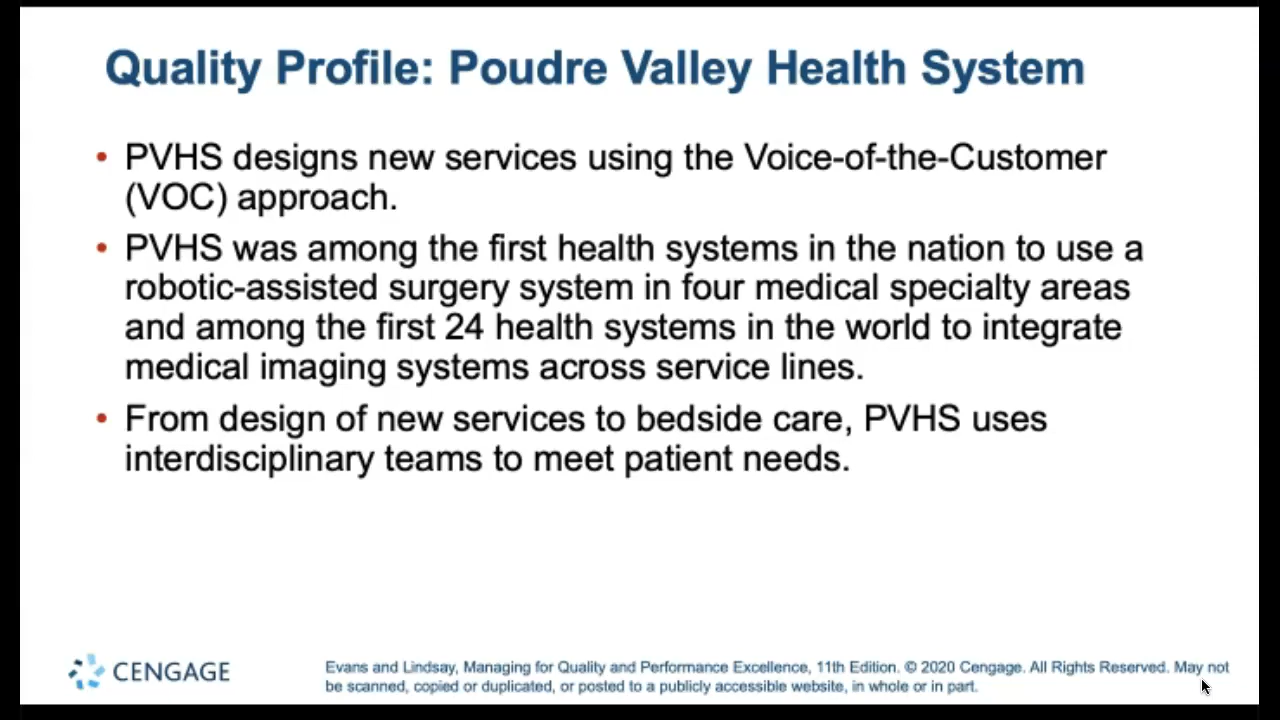 Quality Profile: Poudre Valley Health System
• PVHS designs new services using the Voice-of-the-Customer
(VOC) approach.
• PVHS was among the first health systems in the nation to use a
robotic-assisted surgery system in four medical specialty areas
and among the first 24 health systems in the world to integrate
medical imaging systems across service lines.
• From design of new services to bedside care, PVHS uses
interdisciplinary teams to meet patient needs.
CENGAGE
Evans and Lindsay, Managing for Quality and Performance Excellence, 11th Edition. © 2020 Cengage. All Rights Reserved. May not
be scanned, copied or duplicated, or posted to a publicly accessible website, in whole or in part.